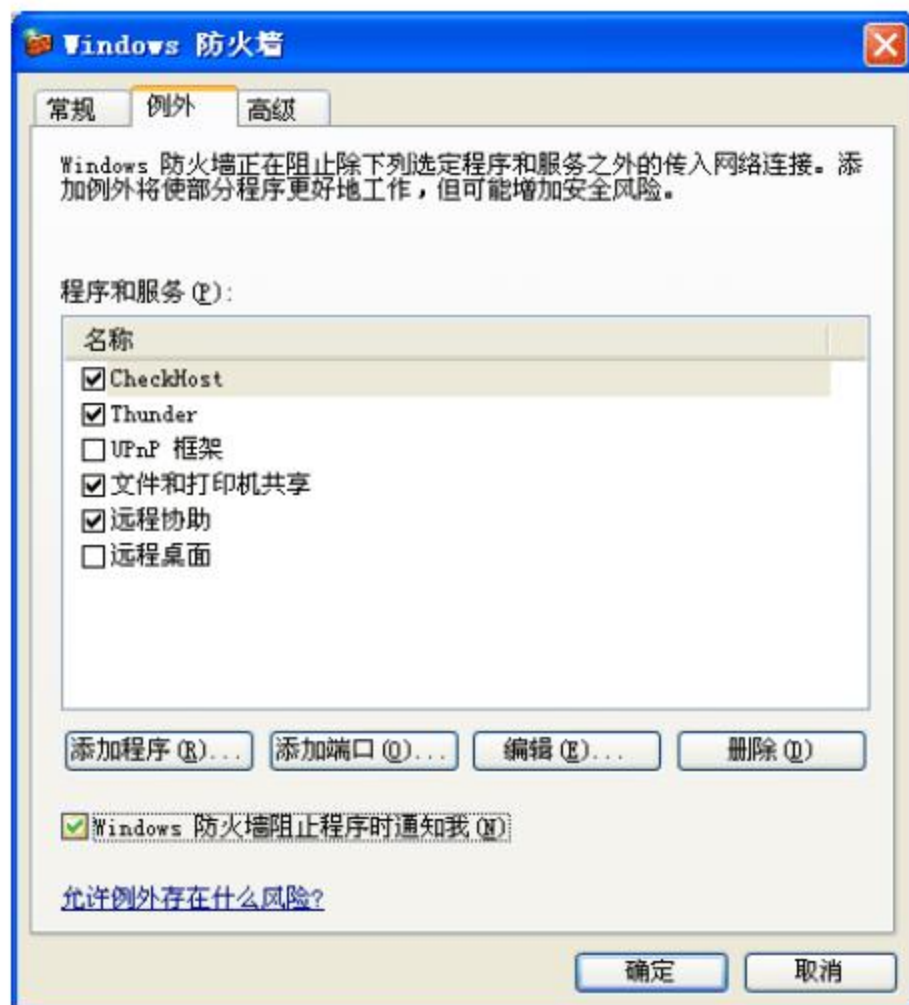 Windows 防火墙
常规
例外
高级
Windows 防火墙正在阻止除下列选定程序和服务之外的传入网络连接。添
加例外将使部分程序更好地工作，但可能增加安全风险。
程序和服务(P):
名称
CheckHost
Thunder
UPnP 框架
文件和打印机共享
远程协助
远程桌面
添加程序(R)...
添加端口(O)...
编辑(E)...
删除(D)
Windows 防火墙阻止程序时通知我(N)
允许例外存在什么风险?
确定
取消